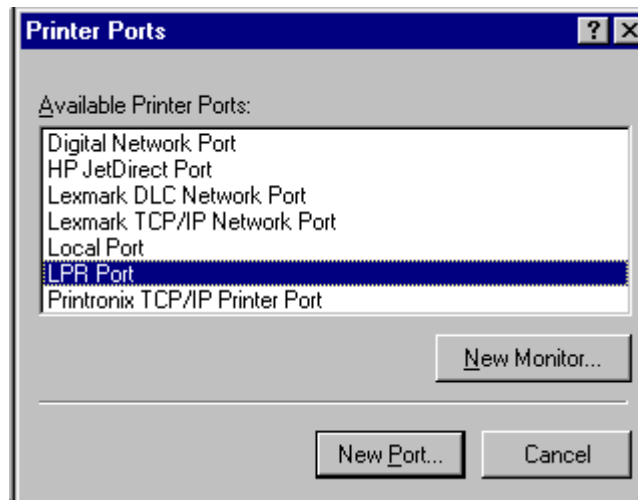 Printer Ports
Available Printer Ports:
Digital Network Port
HP JetDirect Port
Lexmark DLC Network Port
Lexmark TCP/IP Network Port
Local Port
LPR Port
Printronix TCP/IP Printer Port
New Monitor...
New Port...
Cancel